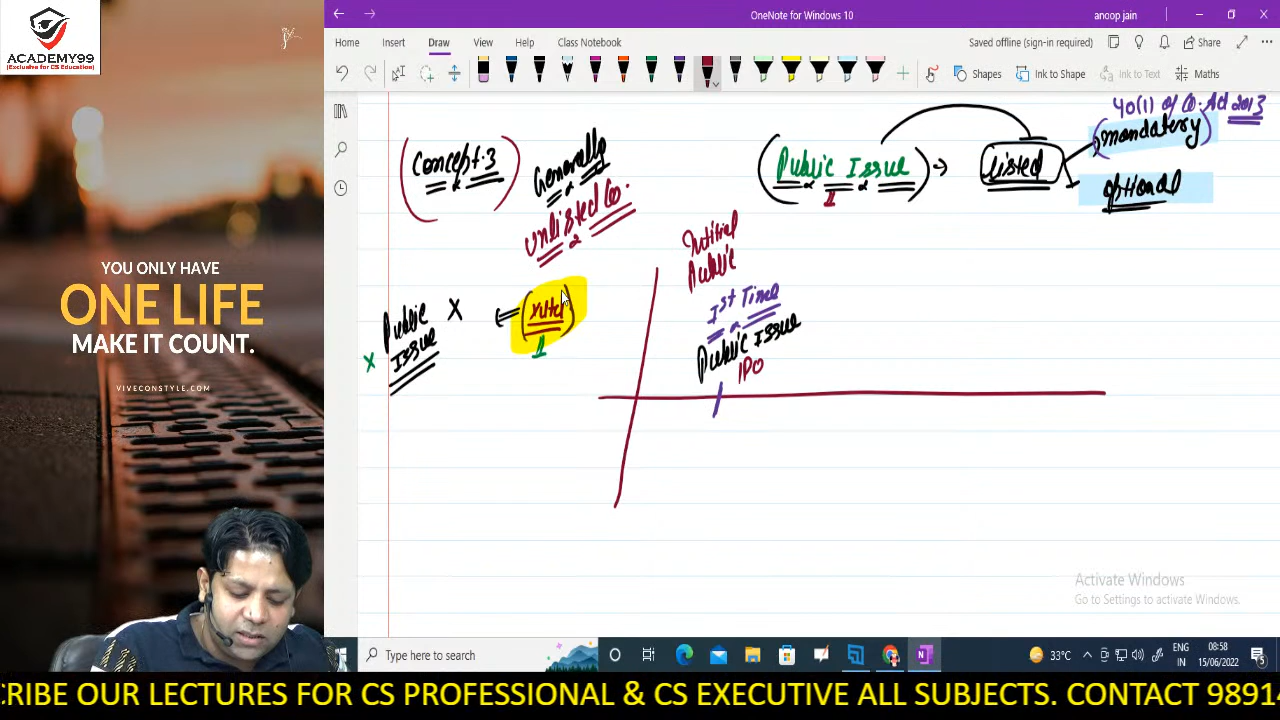 ACADEMY99
(Exclusive for CS Education)
YOU ONLY HAVE
ONE LIFE
MAKE IT COUNT.
VIVECONSTYLE.COM
OneNote for Windows 10
anoop jain
Home Insert Draw View Help Class Notebook
Saved offline (sign-in required)
Share
Shapes
Ink to Shape
Ink to Text
Maths
40(1) of Co. Act 2013
(Concept.3)
Generally
Unlisted Co.
(Public Issue)
Listed
(mandatory)
optional
Public
Issue
X
X
1
1
Public
Ist Time
Public Issue
IPO
Activate Windows
Go to Settings to activate Windows.
Type here to search
33°C
ENG
IN
08:58
15/06/2022
5
CRIBE OUR LECTURES FOR CS PROFESSIONAL & CS EXECUTIVE ALL SUBJECTS. CONTACT 9891